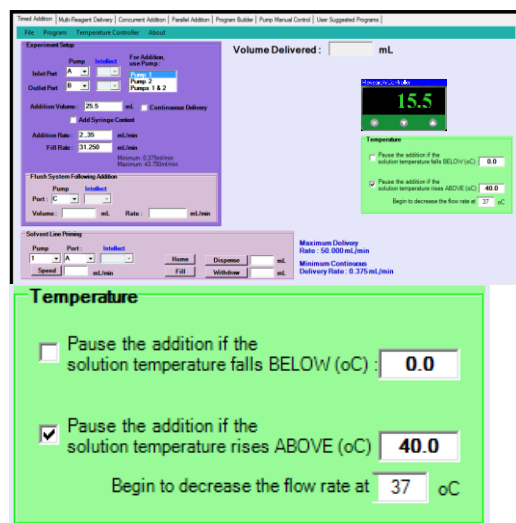 Timed Addition | Multi-Reagent Delivery | Concurrent Addition | Parallel Addition | Program Builder | Pump Manual Control | User Suggested Programs |
File Program Temperature Controller About
Experiment Setup
Pump Intellect For Addition, use Pump :
Inlet Port A
Pump 1
Pump 2
Pumps 1 & 2
Outlet Port B
Addition Volume : 25.5 mL Continuous Delivery
Add Syringe Content
Addition Rate : 2..35 mL/min
Fill Rate : 31.250 mL/min
Minimum : 0.375ml/min
Maximum : 43.750ml/min
Flush System Following Addition
Pump Intellect
Port : C
Volume : mL Rate : mL/min
Solvent Line Priming
Pump Port : Intellect
1 A Home Dispense mL
Speed mL/min Fill Withdraw mL
Volume Delivered : mL
15.5
Temperature
Pause the addition if the
solution temperature falls BELOW (oC) 0.0
Pause the addition if the
solution temperature rises ABOVE (oC) 40.0
Begin to decrease the flow rate at 37 oC
Maximum Delivery
Rate : 50.000 mL/min
Minimum Continuous
Delivery Rate : 0.375 mL/min
Temperature
Pause the addition if the
solution temperature falls BELOW (oC) : 0.0
Pause the addition if the
solution temperature rises ABOVE (oC) 40.0
Begin to decrease the flow rate at 37 oC